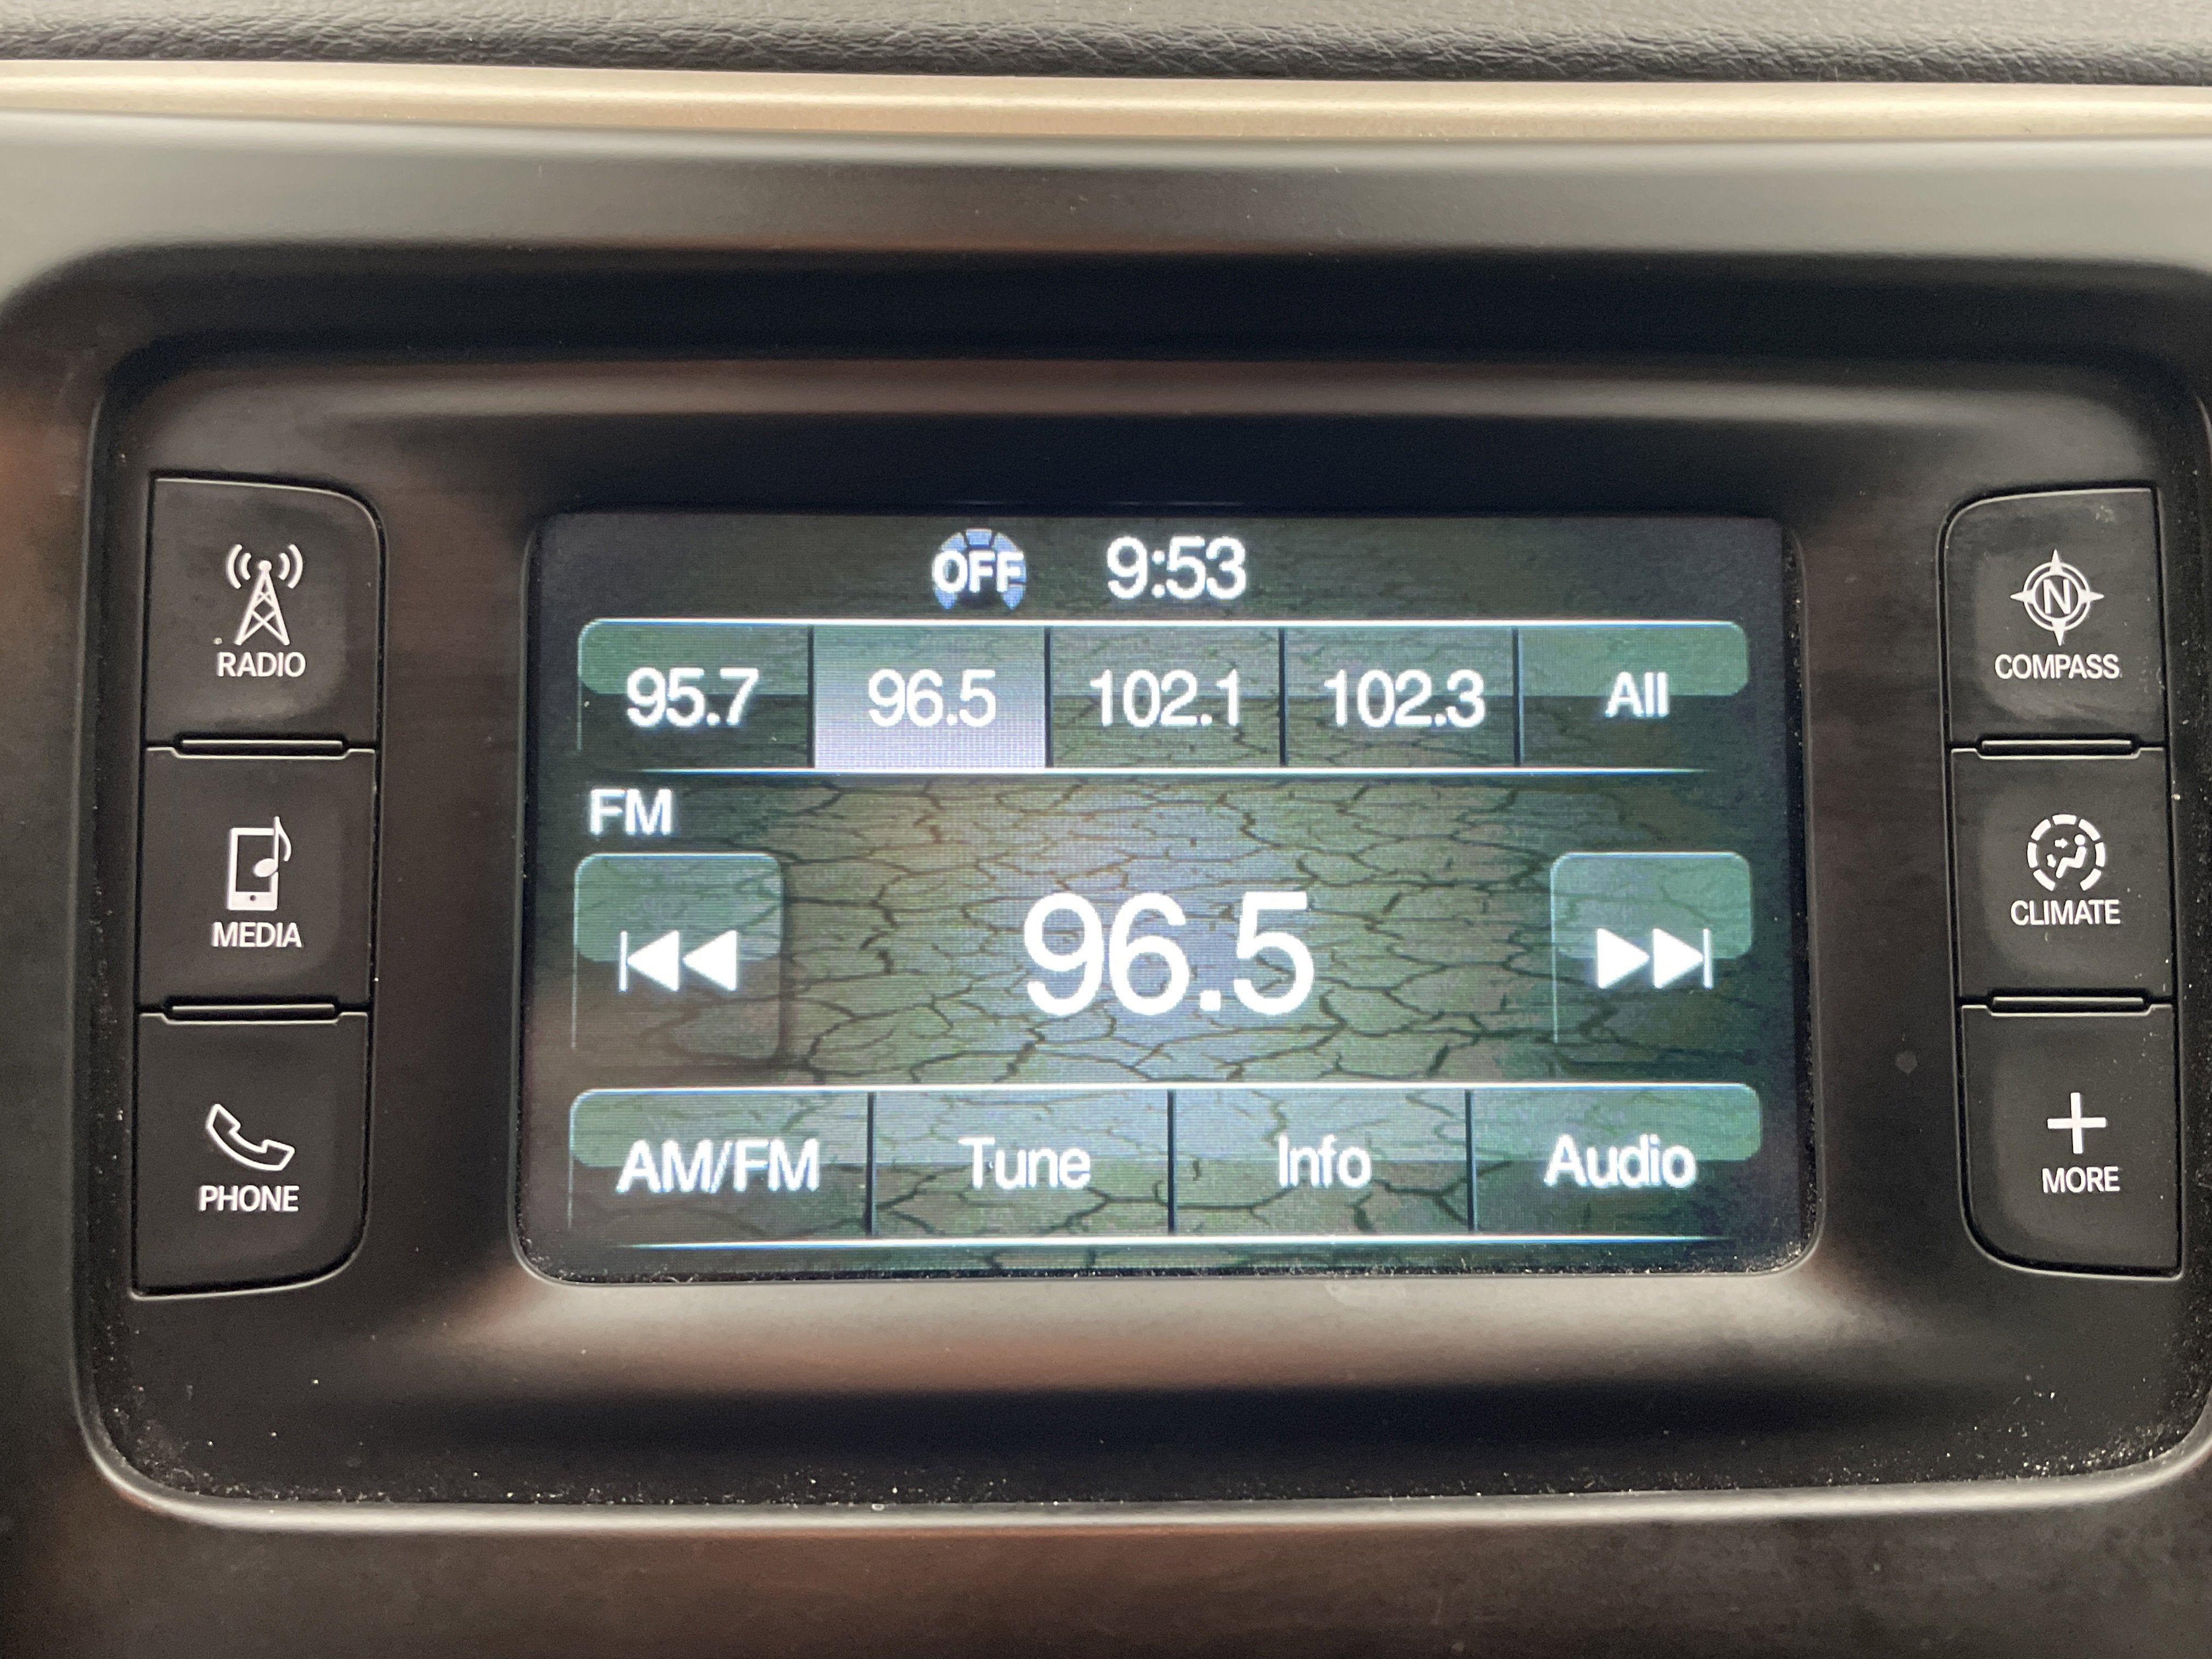 OFF 9:53
95.7 96.5 102.1 102.3 All
FM
96.5
AM/FM Tune Info Audio
RADIO
MEDIA
PHONE
N
COMPASS
CLIMATE
MORE